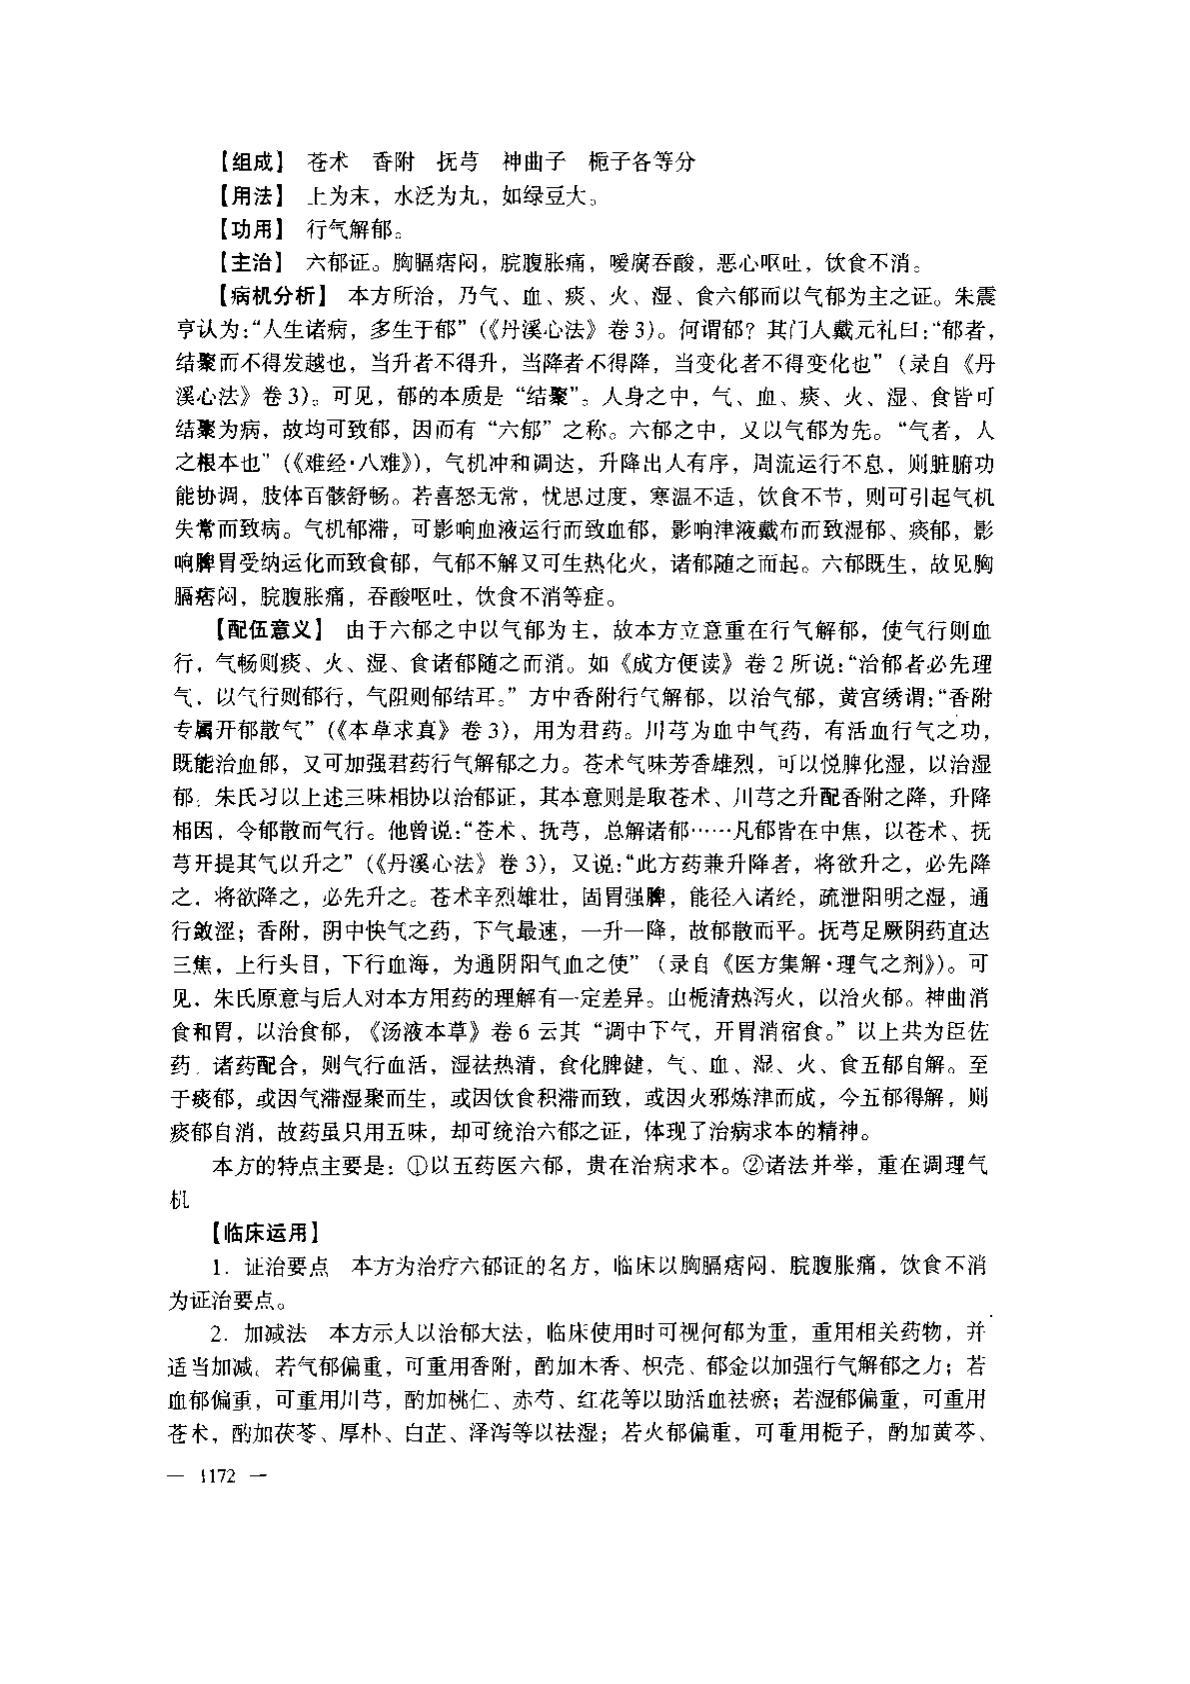 【组成】 苍术 香附 抚芎 神曲子 栀子各等分
【用法】 上为末，水泛为丸，如绿豆大。
【功用】 行气解郁。
【主治】 六郁证。胸膈痞闷，脘腹胀痛，嗳腐吞酸，恶心呕吐，饮食不消。
【病机分析】 本方所治，乃气、血、痰、火、湿、食六郁而以气郁为主之证。朱震
亨认为：“人生诸病，多生于郁”（《丹溪心法》卷3）。何谓郁？其门人戴元礼曰：“郁者，
结聚而不得发越也，当升者不得升，当降者不得降，当变化者不得变化也”（录自《丹
溪心法》卷3）。可见，郁的本质是“结聚”。人身之中，气、血、痰、火、湿、食皆可
结聚为病，故均可致郁，因而有“六郁”之称。六郁之中，又以气郁为先。“气者，人
之根本也”（《难经·八难》），气机冲和调达，升降出人有序，周流运行不息，则脏腑功
能协调，肢体百骸舒畅。若喜怒无常，忧思过度，寒温不适，饮食不节，则可引起气机
失常而致病。气机郁滞，可影响血液运行而致血郁，影响津液戴布而致湿郁、痰郁，影
响脾胃受纳运化而致食郁，气郁不解又可生热化火，诸郁随之而起。六郁既生，故见胸
膈痞闷，脘腹胀痛，吞酸呕吐，饮食不消等症。
【配伍意义】 由于六郁之中以气郁为主，故本方立意重在行气解郁，使气行则血
行，气畅则痰、火、湿、食诸郁随之而消。如《成方便读》卷2所说：“治郁者必先理
气，以气行则郁行，气阻则郁结耳。”方中香附行气解郁，以治气郁，黄宫绣谓：“香附
专属开郁散气”（《本草求真》卷3），用为君药。川芎为血中气药，有活血行气之功，
既能治血郁，又可加强君药行气解郁之力。苍术气味芳香雄烈，可以悦脾化湿，以治湿
郁．朱氏习以上述三味相协以治郁证，其本意则是取苍术、川芎之升配香附之降，升降
相因，令郁散而气行。他曾说：“苍术、抚芎，总解诸郁……凡郁皆在中焦，以苍术、抚
芎开提其气以升之”（《丹溪心法》卷3），又说：“此方药兼升降者，将欲升之，必先降
之．将欲降之，必先升之。苍术辛烈雄壮，固胃强脾，能径入诸经，疏泄阳明之湿，通
行敛涩；香附，阴中快气之药，下气最速，一升一降，故郁散而平。抚芎足厥阴药直达
三焦，上行头目，下行血海，为通阴阳气血之使”（录自《医方集解·理气之剂》）。可
见．朱氏原意与后人对本方用药的理解有一定差异。山栀清热泻火，以治火郁。神曲消
食和胃，以治食郁，《汤液本草》卷6云其“调中下气，开胃消宿食。”以上共为臣佐
药．诸药配合，则气行血活，湿祛热清，食化脾健，气、血、湿、火、食五郁自解。至
于痰郁，或因气滞湿聚而生，或因饮食积滞而致，或因火邪炼津而成，今五郁得解，则
痰郁自消，故药虽只用五味，却可统治六郁之证，体现了治病求本的精神。
本方的特点主要是：①以五药医六郁，贵在治病求本。②诸法并举，重在调理气
机
【临床运用】
1．证治要点 本方为治疗六郁证的名方，临床以胸膈痞闷，脘腹胀痛，饮食不消
为证治要点。
2．加减法 本方示人以治郁大法，临床使用时可视何郁为重，重用相关药物，并
适当加减。若气郁偏重，可重用香附，酌加木香、枳壳、郁金以加强行气解郁之力；若
血郁偏重，可重用川芎，酌加桃仁、赤芍、红花等以助活血祛瘀；若湿郁偏重，可重用
苍术，酌加茯苓、厚朴、白芷、泽泻等以祛湿；若火郁偏重，可重用栀子，酌加黄芩、
— 1172 —